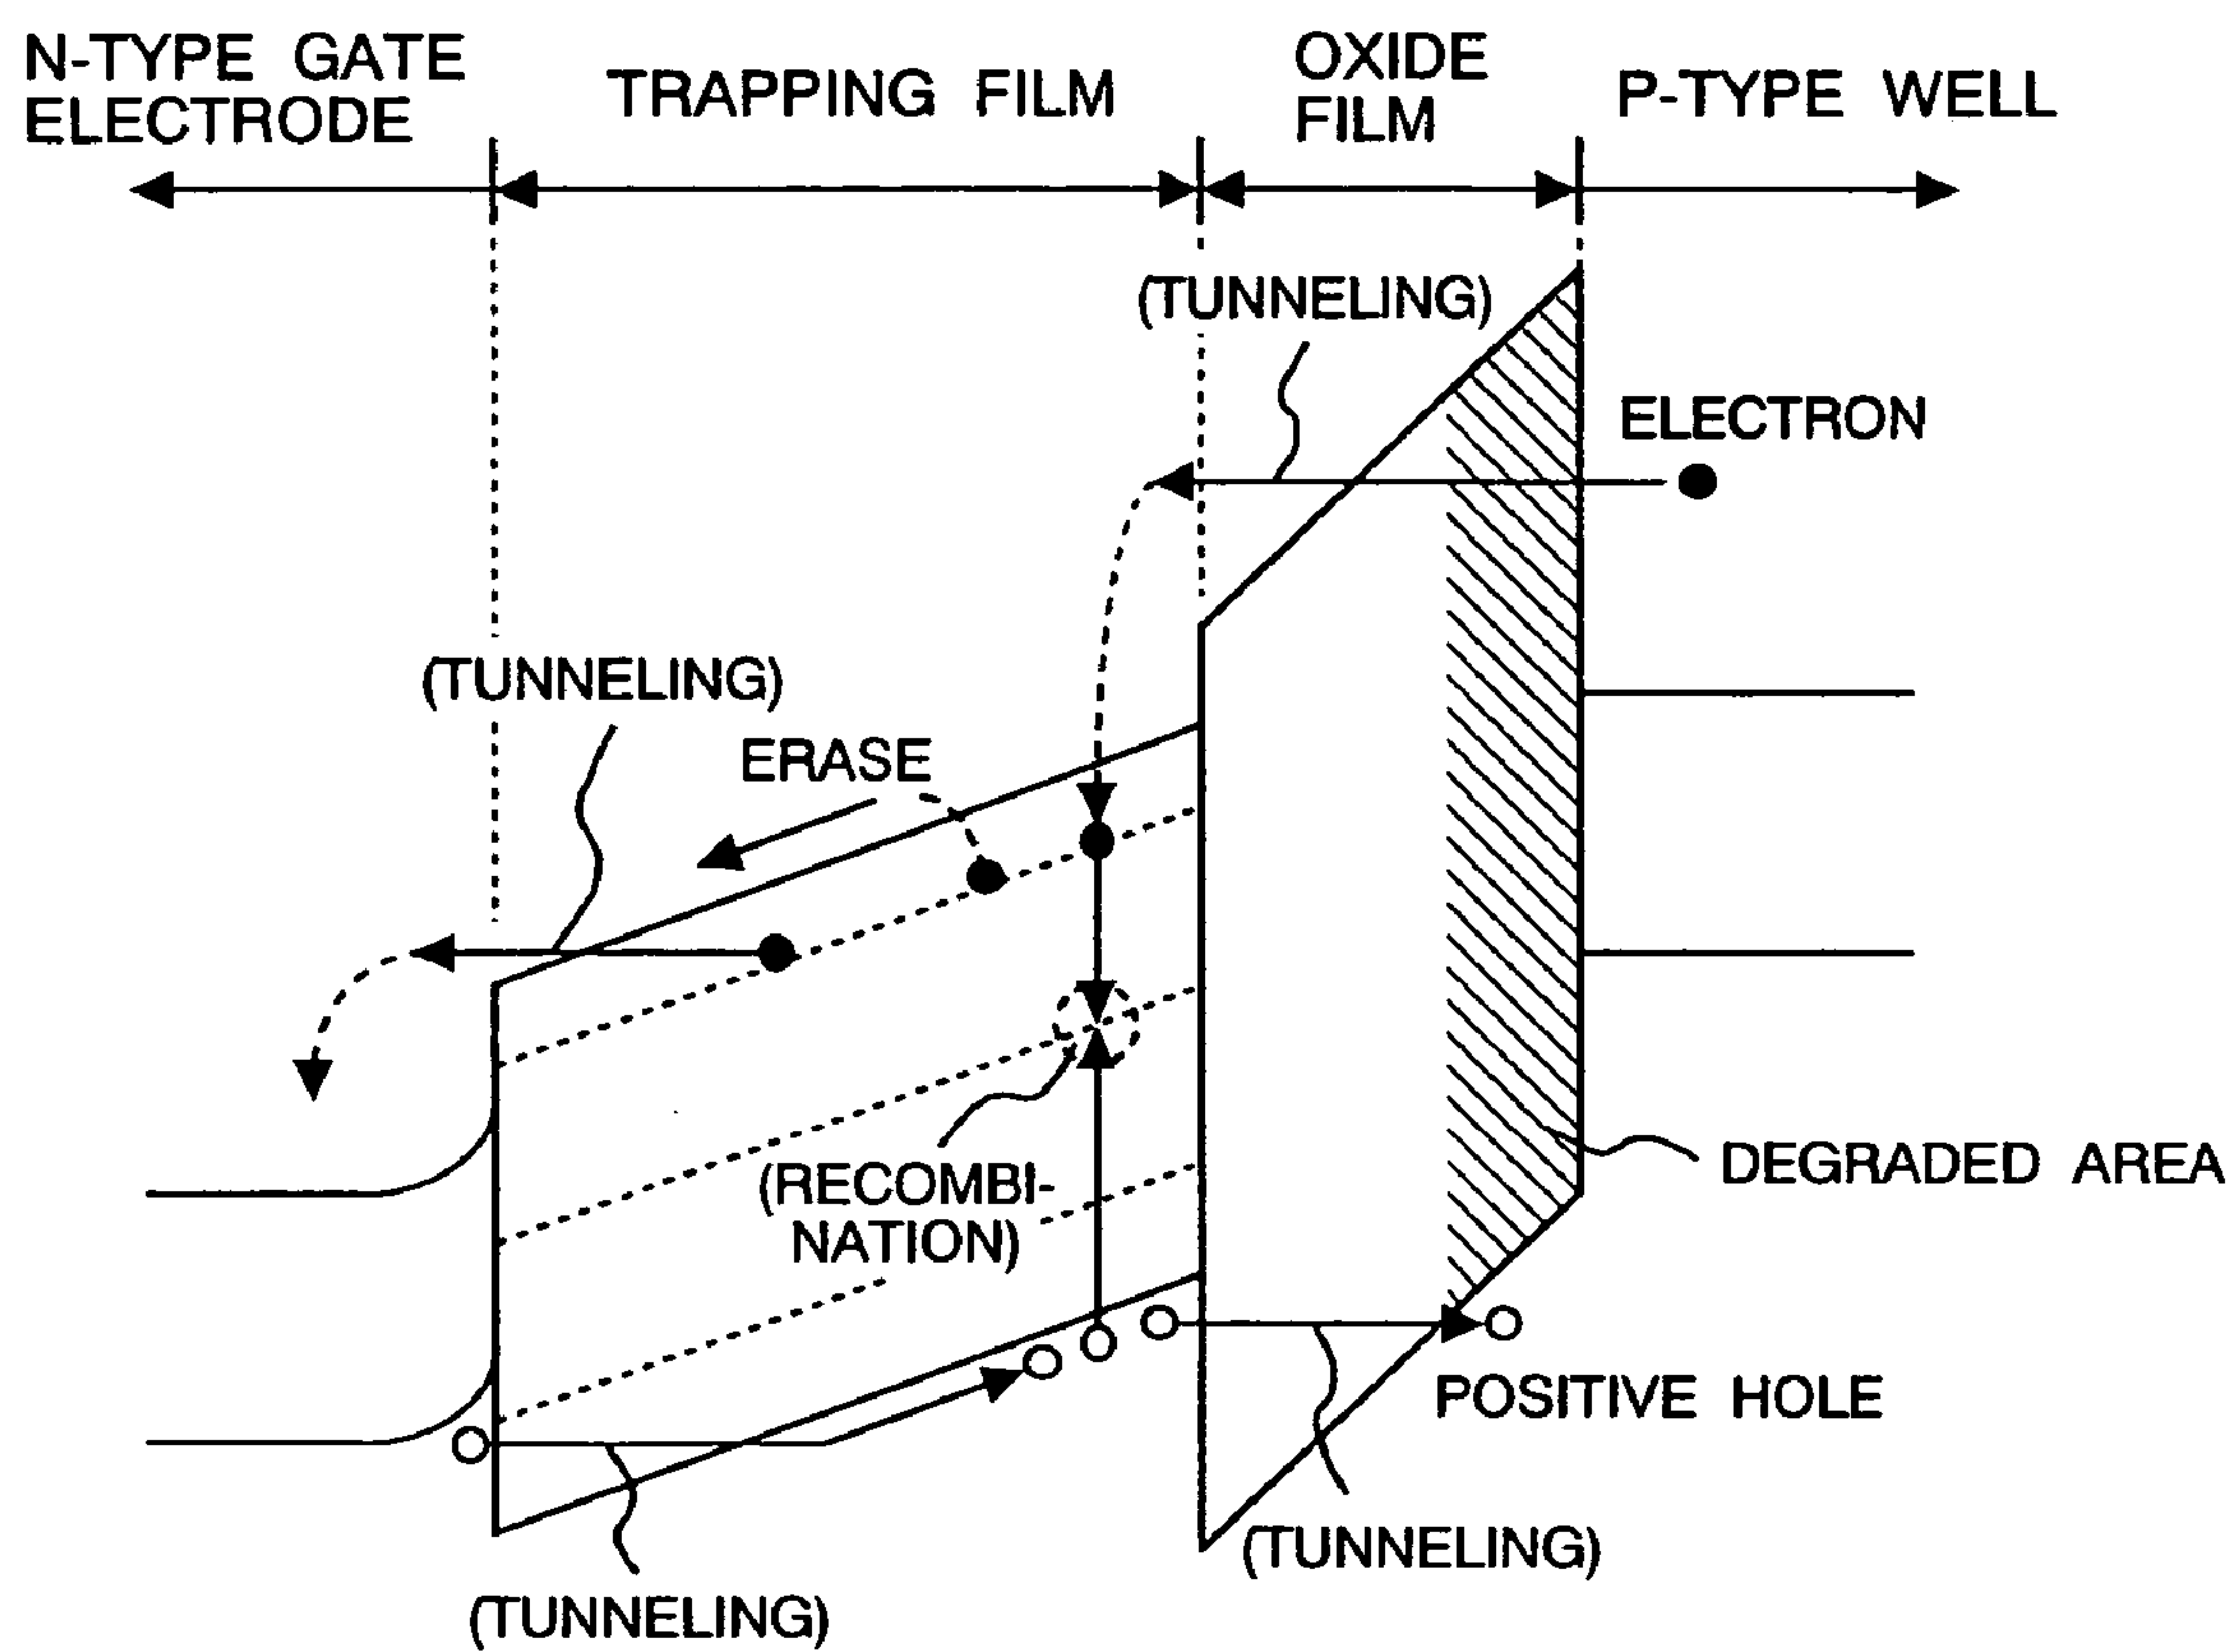 N-TYPE GATE
ELECTRODE
TRAPPING FILM
OXIDE
FILM
P-TYPE WELL
(TUNNELING)
ELECTRON
(TUNNELING)
ERASE
(RECOMBI-
NATION)
DEGRADED AREA
POSITIVE HOLE
(TUNNELING)
(TUNNELING)